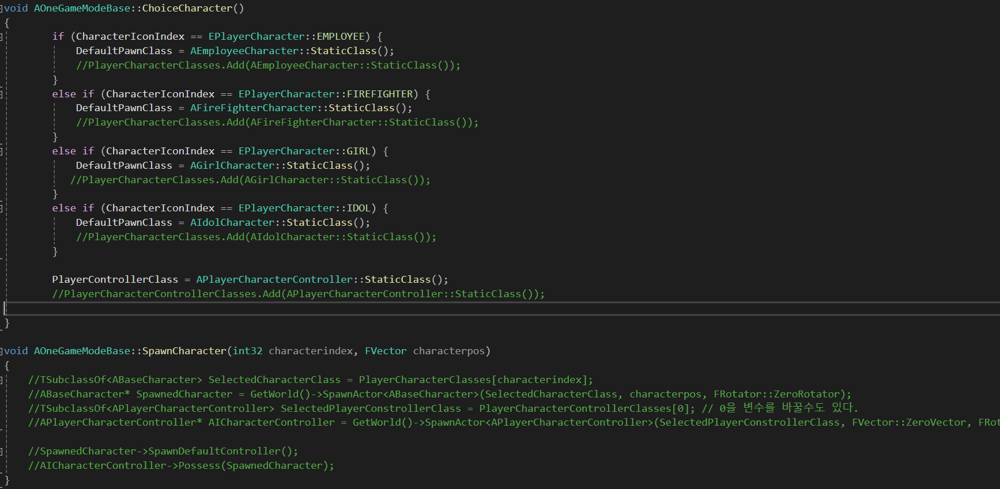 void AOneGameModeBase::ChoiceCharacter()
{
if (CharacterIconIndex == EPlayerCharacter::EMPLOYEE) {
DefaultPawnClass = AEmployeeCharacter::StaticClass();
//PlayerCharacterClasses.Add(AEmployeeCharacter::StaticClass());
}
else if (CharacterIconIndex == EPlayerCharacter::FIREFIGHTER) {
DefaultPawnClass = AFireFighterCharacter::StaticClass();
//PlayerCharacterClasses.Add(AFireFighterCharacter::StaticClass());
}
else if (CharacterIconIndex == EPlayerCharacter::GIRL) {
DefaultPawnClass = AGirlCharacter::StaticClass();
//PlayerCharacterClasses.Add(AGirlCharacter::StaticClass());
}
else if (CharacterIconIndex == EPlayerCharacter::IDOL) {
DefaultPawnClass = AIdolCharacter::StaticClass();
//PlayerCharacterClasses.Add(AIdolCharacter::StaticClass());
}
PlayerControllerClass = APlayerCharacterController::StaticClass();
//PlayerCharacterControllerClasses.Add(APlayerCharacterController::StaticClass());
}
void AOneGameModeBase::SpawnCharacter(int32 characterindex, FVector characterpos)
{
//TSubclassOf<ABaseCharacter> SelectedCharacterClass = PlayerCharacterClasses[characterindex];
//ABaseCharacter* SpawnedCharacter = GetWorld()->SpawnActor<ABaseCharacter>(SelectedCharacterClass, characterpos, FRotator::ZeroRotator);
//TSubclassOf<APlayerCharacterController> SelectedPlayerConstrollerClass = PlayerCharacterControllerClasses[0]; // 0을 변수를 바꿀수도 있다.
//APlayerCharacterController* AICharacterController = GetWorld()->SpawnActor<APlayerCharacterController>(SelectedPlayerConstrollerClass, FVector::ZeroVector, FRot
//SpawnedCharacter->SpawnDefaultController();
//AICharacterController->Possess(SpawnedCharacter);
}